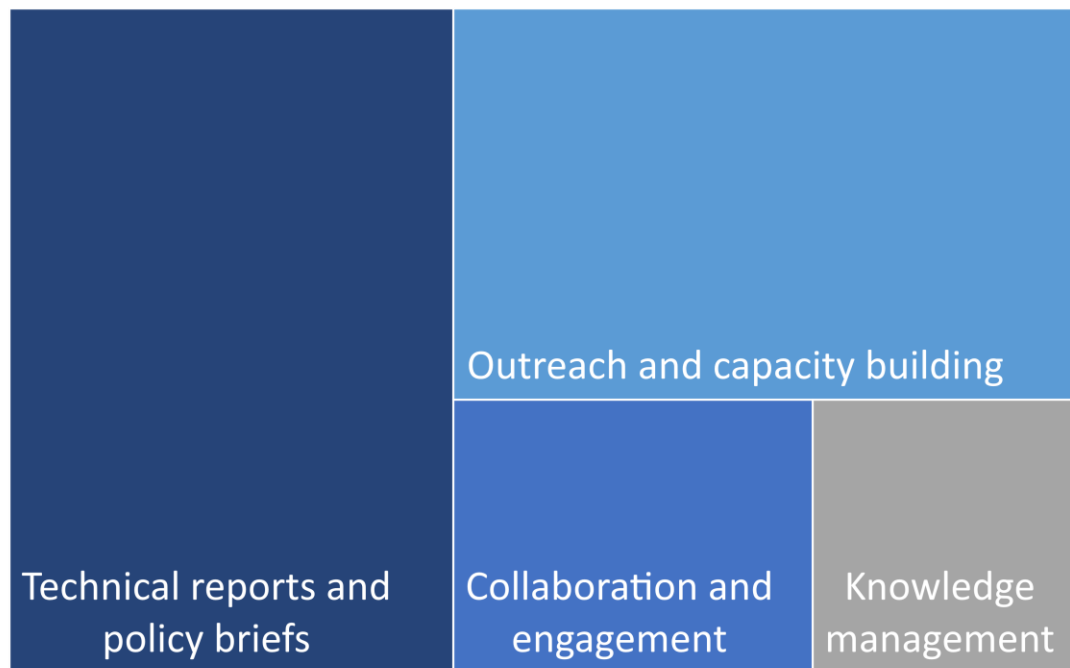 Outreach and capacity building
Technical reports and
policy briefs
Collaboration and
engagement
Knowledge
management